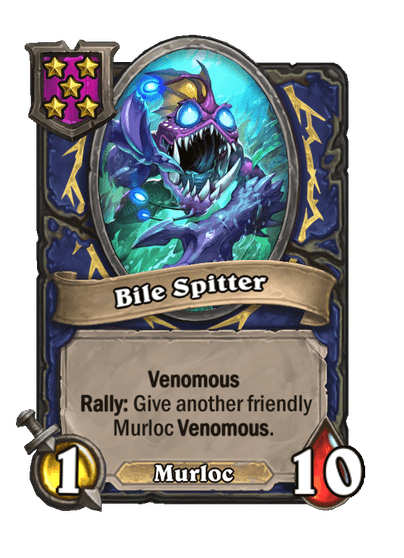 Bile Spitter
Venomous
Rally: Give another friendly
Murloc Venomous.
1
Murloc
10